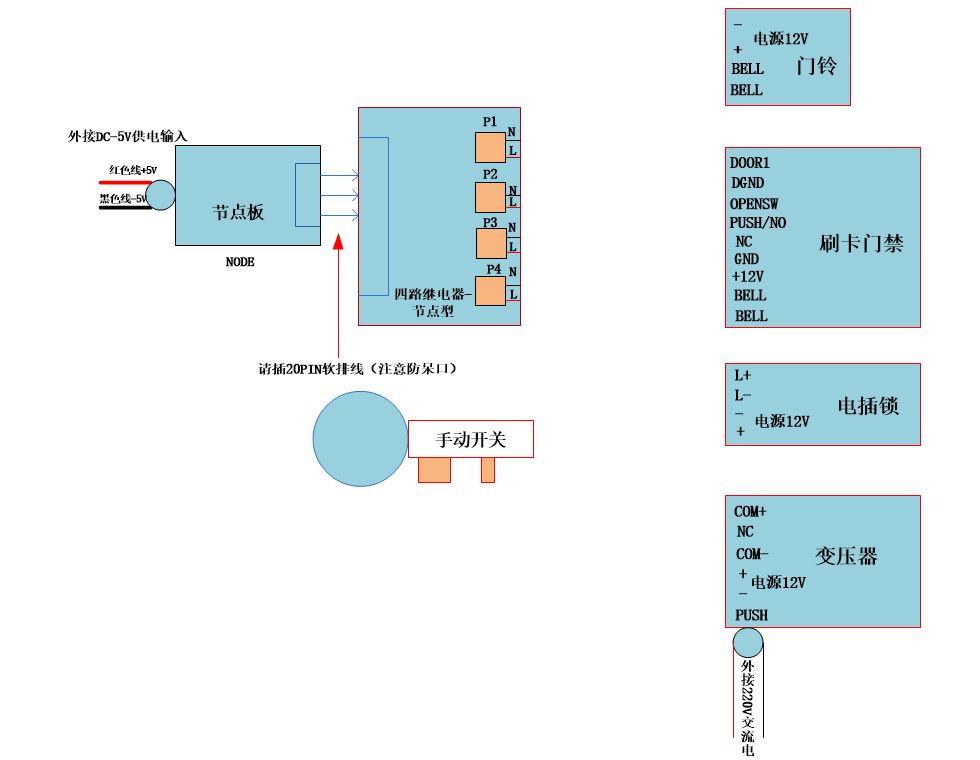 外接DC-5V供电输入
红色线+5V
黑色线-5V
节点板
NODE
P1
N
L
P2
N
L
P3
N
L
P4
N
L
四路继电器-
节点型
请插20PIN软排线（注意防呆口）
手动开关
-
电源12V
+
BELL
门铃
BELL
DOOR1
DGND
OPENSW
PUSH/NO
刷卡门禁
NC
GND
+12V
BELL
BELL
L+
L-
电插锁
-
电源12V
+
COM+
NC
COM-
变压器
+
电源12V
-
PUSH
外接220V交流电